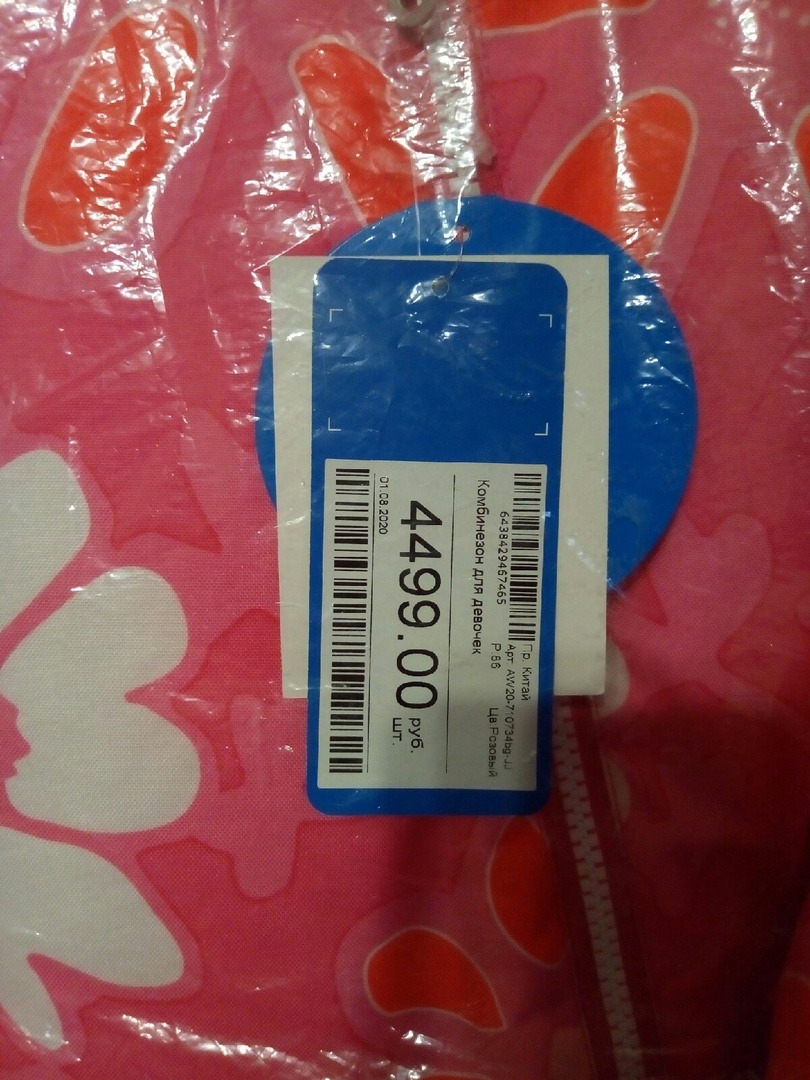 Пр. Китай
Арт. AW20-710734bg-JJ
6438429467465
Р.86 Цв.Розовый
Комбинезон для девочек
4499.00 руб.
шт.
01.08.2020